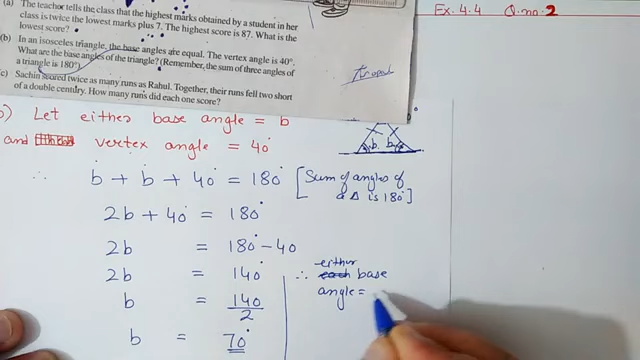 Ex. 4.4 Q.no. 2
(a) The teacher tells the class that the highest marks obtained by a student in her
class is twice the lowest marks plus 7. The highest score is 87. What is the
lowest score?
(b) In an isosceles triangle, the base angles are equal. The vertex angle is 40°.
What are the base angles of the triangle? (Remember, the sum of three angles of
a triangle is 180°)
(c) Sachin scored twice as many runs as Rahul. Together, their runs fell two short
of a double century. How many runs did each one score?
b) Let either base angle = b
and vertex angle = 40°
b b
∴ b + b + 40° = 180° [Sum of angles of
a Δ is 180°]
2b + 40° = 180°
2b = 180° - 40
2b = 140°
b = 140/2
b = 70°
either
∴ each base
angle =